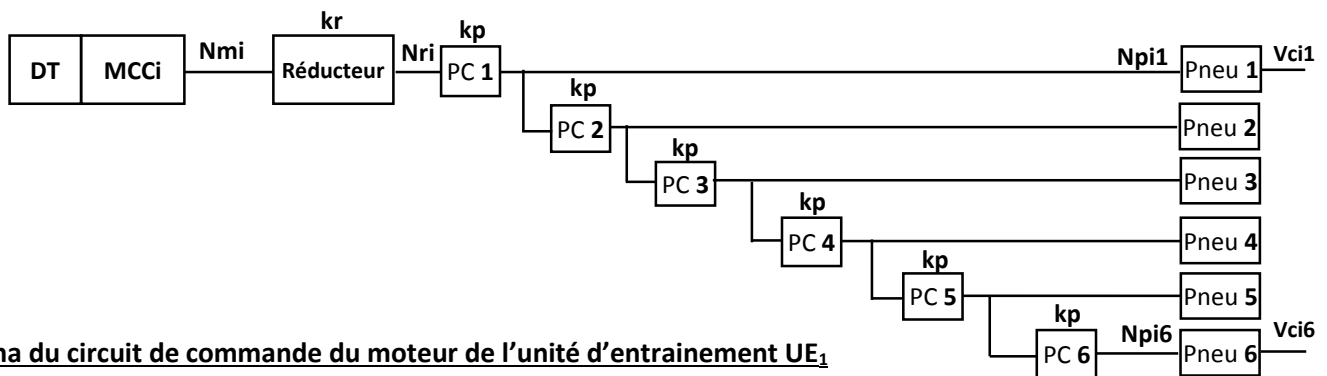 kr
kp
DT MCCi Nmi Réducteur Nri PC 1 Npi1 Pneu 1 Vci1
kp
PC 2 Pneu 2
kp
PC 3 Pneu 3
kp
PC 4 Pneu 4
kp
PC 5 Pneu 5
kp
PC 6 Npi6 Pneu 6 Vci6
na du circuit de commande du moteur de l'unité d'entrainement UE1